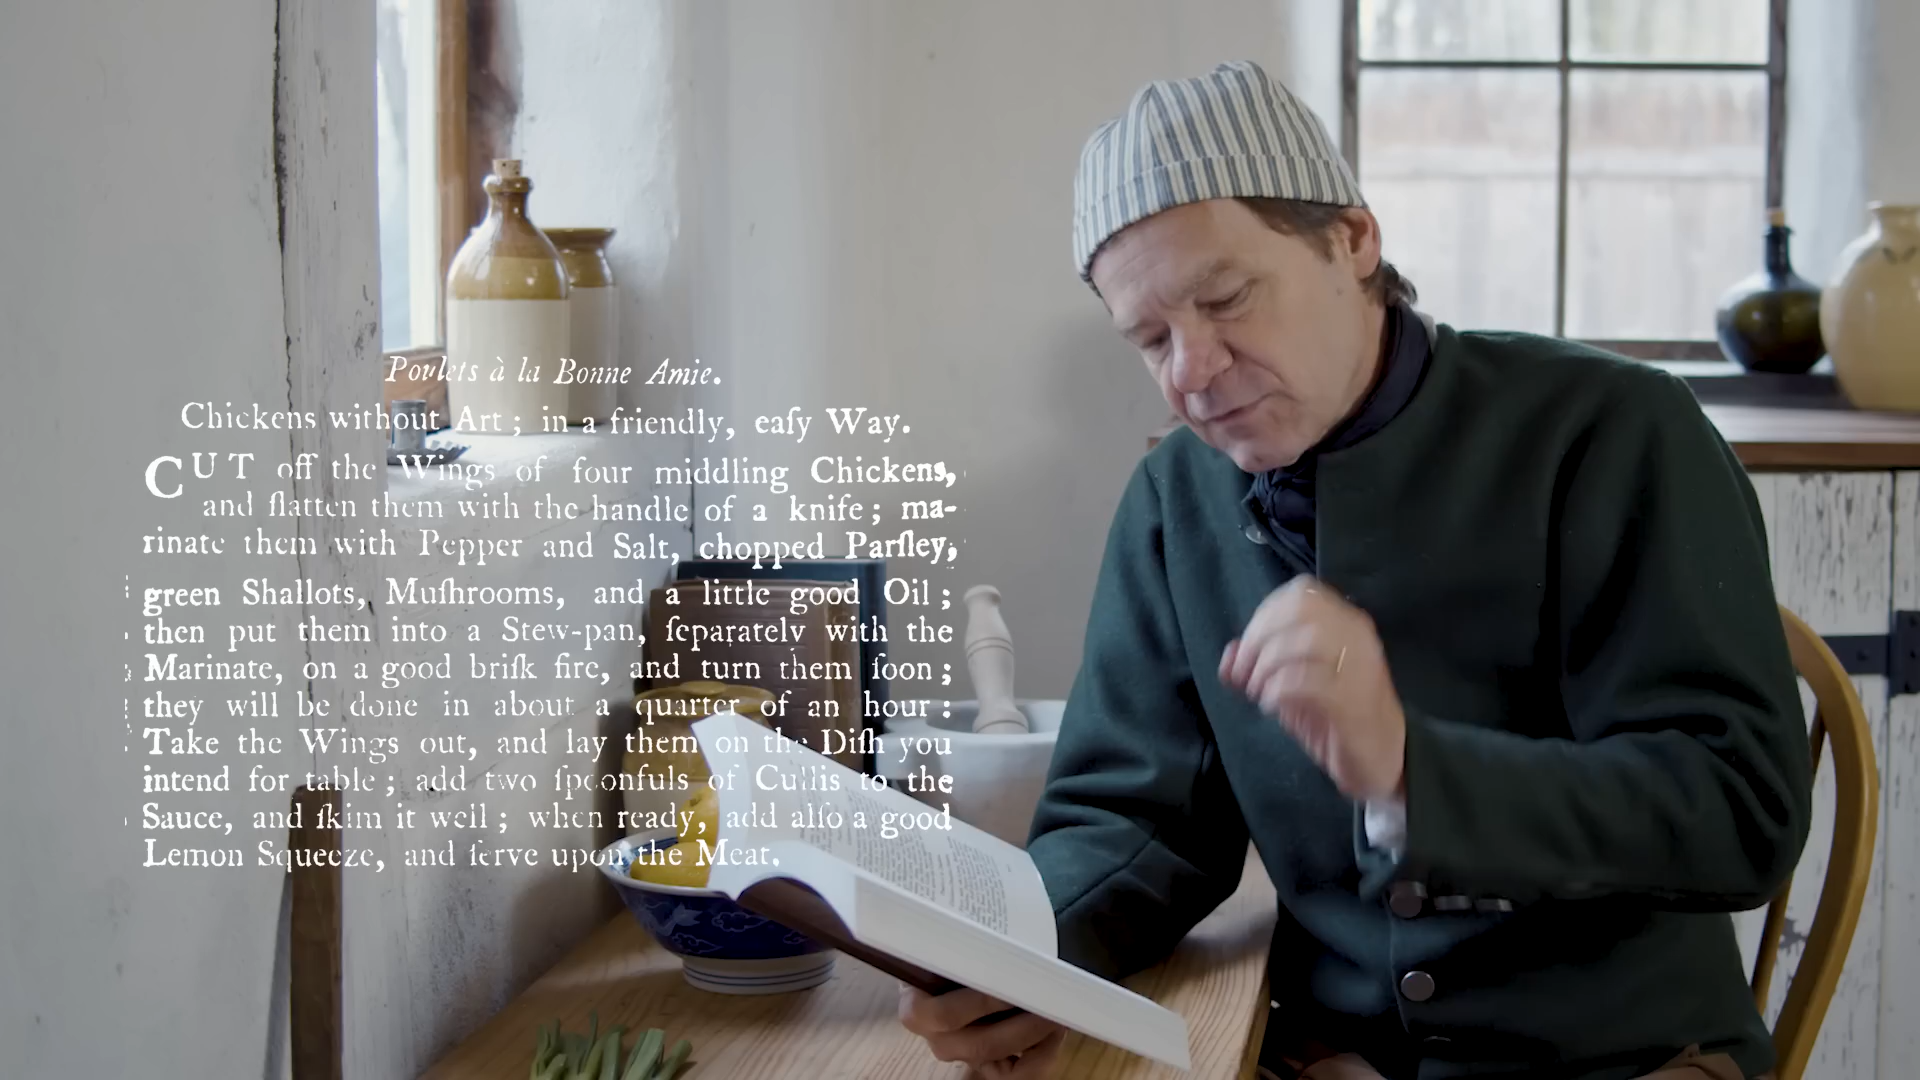 Poulets à la Bonne Amie.
Chickens without Art; in a friendly, eaſy Way.
CUT off the Wings of four middling Chickens,
and flatten them with the handle of a knife; ma-
rinate them with Pepper and Salt, chopped Parſley,
green Shallots, Muſhrooms, and a little good Oil;
then put them into a Stew-pan, ſeparately with the
Marinate, on a good briſk fire, and turn them ſoon;
they will be done in about a quarter of an hour:
Take the Wings out, and lay them on the Diſh you
intend for table; add two ſpoonfuls of Cullis to the
Sauce, and ſkim it well; when ready, add alſo a good
Lemon Squeeze, and ſerve upon the Meat.